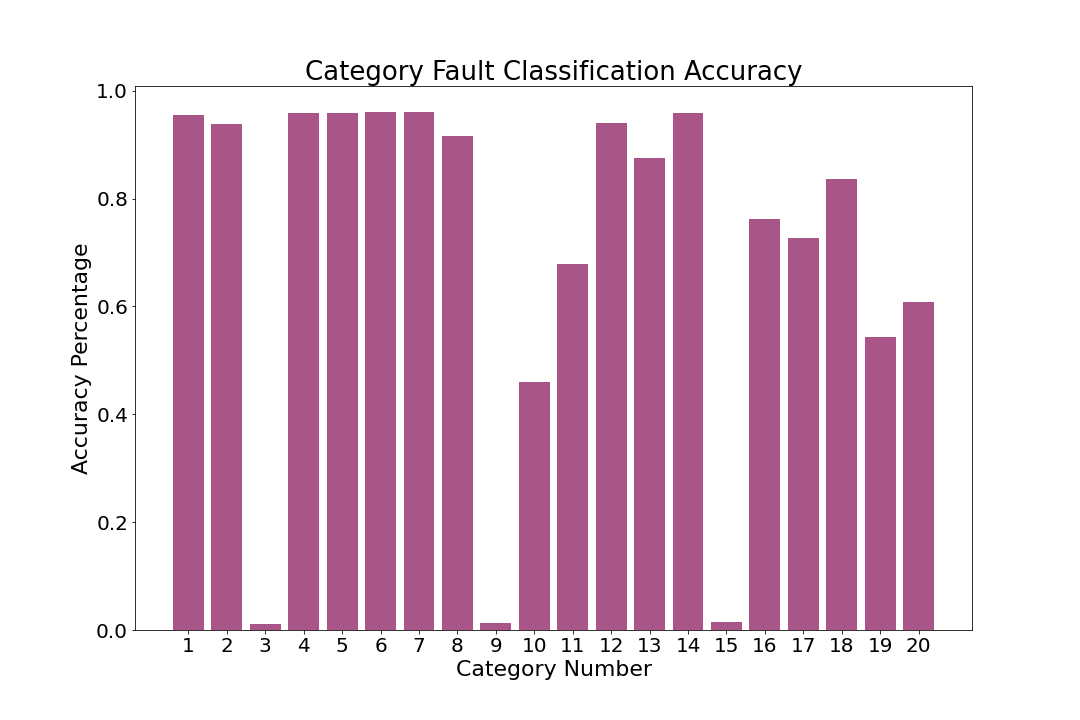 Category Fault Classification Accuracy
Accuracy Percentage
1.0
0.8
0.6
0.4
0.2
0.0
1 2 3 4 5 6 7 8 9 10 11 12 13 14 15 16 17 18 19 20
Category Number